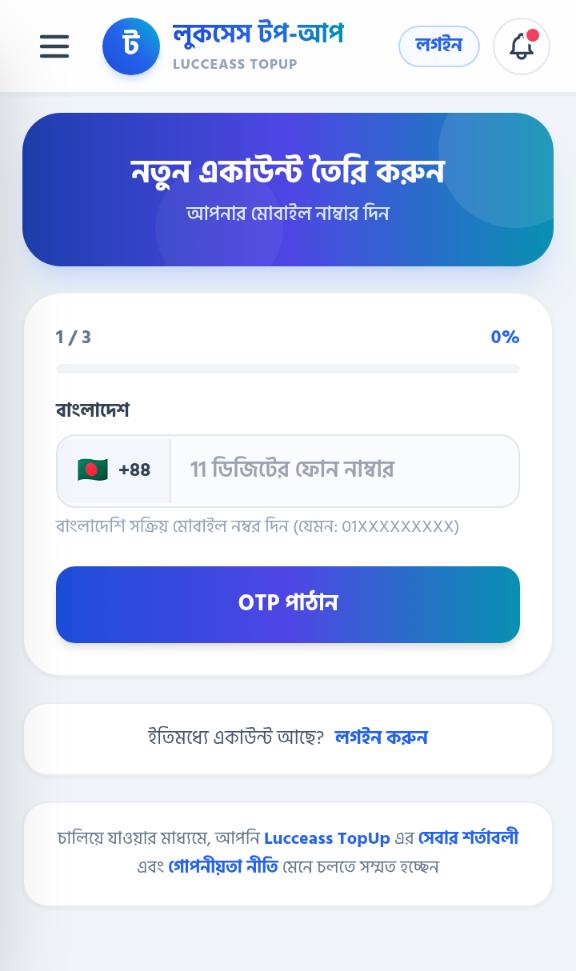 ট
লুকসেস টপ-আপ
LUCCEASS TOPUP
লগইন
নতুন একাউন্ট তৈরি করুন
আপনার মোবাইল নাম্বার দিন
1 / 3
0%
বাংলাদেশ
+88
11 ডিজিটের ফোন নাম্বার
বাংলাদেশি সক্রিয় মোবাইল নম্বর দিন (যেমন: 01XXXXXXXXX)
OTP পাঠান
ইতিমধ্যে একাউন্ট আছে? লগইন করুন
চালিয়ে যাওয়ার মাধ্যমে, আপনি Lucceass TopUp এর সেবার শর্তাবলী
এবং গোপনীয়তা নীতি মেনে চলতে সম্মত হচ্ছেন